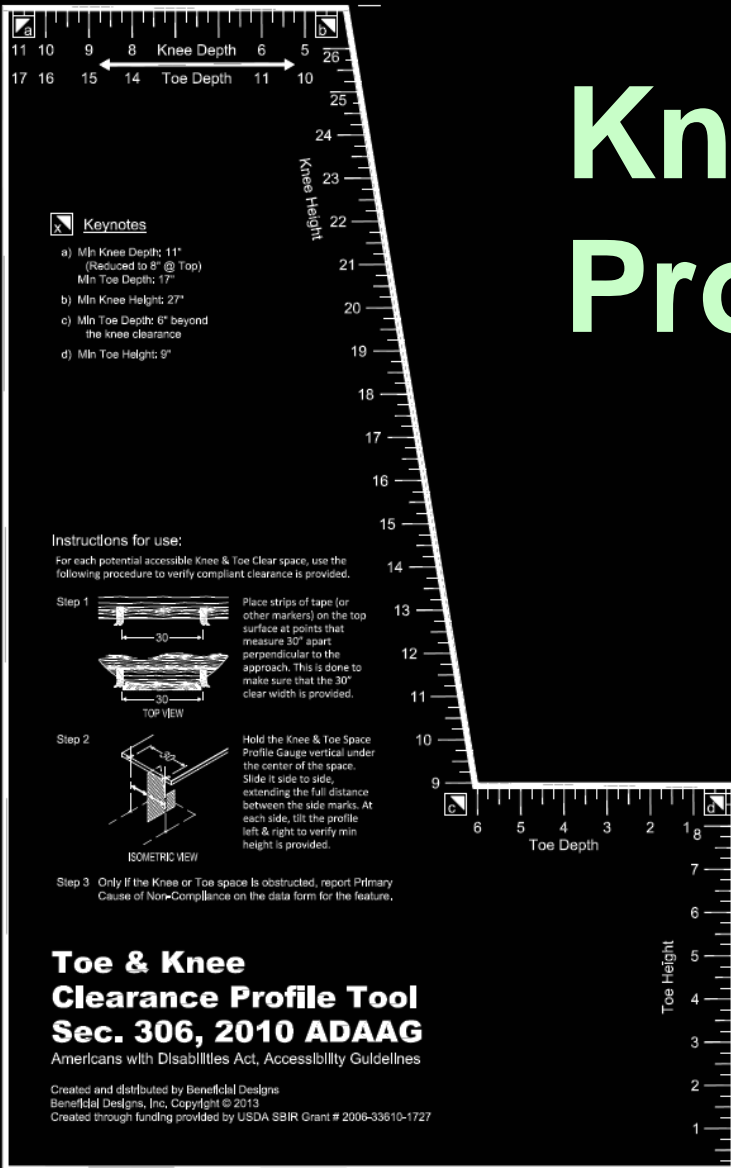 Kn
Pro
a
b
11 10 9 8 Knee Depth 6 5
17 16 15 14 Toe Depth 11 10
26
25
24
23
22
21
20
19
18
17
16
15
14
13
12
11
10
9
Knee Height
x Keynotes
a) Min Knee Depth: 11"
(Reduced to 8" @ Top)
Min Toe Depth: 17"
b) Min Knee Height: 27"
c) Min Toe Depth: 6" beyond
the knee clearance
d) Min Toe Height: 9"
Instructions for use:
For each potential accessible Knee & Toe Clear space, use the
following procedure to verify compliant clearance is provided.
Step 1
30
30
TOP VIEW
Place strips of tape (or
other markers) on the top
surface at points that
measure 30" apart
perpendicular to the
approach. This is done to
make sure that the 30"
clear width is provided.
Step 2
ISOMETRIC VIEW
Hold the Knee & Toe Space
Profile Gauge vertical under
the center of the space.
Slide it side to side,
extending the full distance
between the side marks. At
each side, tilt the profile
left & right to verify min
height is provided.
Step 3 Only if the Knee or Toe space is obstructed, report Primary
Cause of Non-Compliance on the data form for the feature.
c
d
6 5 4 3 2 1
Toe Depth
8
7
6
5
4
3
2
1
Toe Height
Toe & Knee
Clearance Profile Tool
Sec. 306, 2010 ADAAG
Americans with Disabilities Act, Accessibility Guidelines
Created and distributed by Beneficial Designs
Beneficial Designs, Inc. Copyright © 2013
Created through funding provided by USDA SBIR Grant # 2006-33610-1727